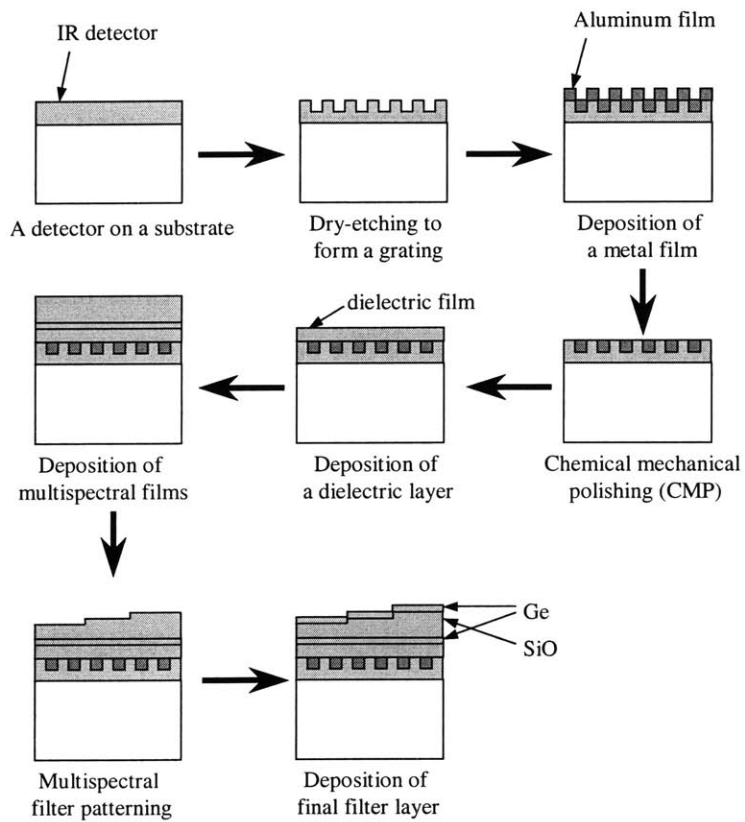 IR detector
Aluminum film
A detector on a substrate
Dry-etching to
form a grating
Deposition of
a metal film
dielectric film
Deposition of
multispectral films
Deposition of
a dielectric layer
Chemical mechanical
polishing (CMP)
Ge
SiO
Multispectral
filter patterning
Deposition of
final filter layer